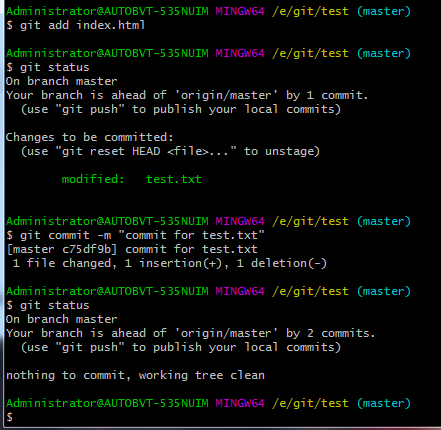 Administrator@AUTOBVT-535NUIM MINGW64 /e/git/test (master)
$ git add index.html
Administrator@AUTOBVT-535NUIM MINGW64 /e/git/test (master)
$ git status
On branch master
Your branch is ahead of 'origin/master' by 1 commit.
  (use "git push" to publish your local commits)
Changes to be committed:
  (use "git reset HEAD <file>..." to unstage)
        modified:   test.txt
Administrator@AUTOBVT-535NUIM MINGW64 /e/git/test (master)
$ git commit -m "commit for test.txt"
[master c75df9b] commit for test.txt
 1 file changed, 1 insertion(+), 1 deletion(-)
Administrator@AUTOBVT-535NUIM MINGW64 /e/git/test (master)
$ git status
On branch master
Your branch is ahead of 'origin/master' by 2 commits.
  (use "git push" to publish your local commits)
nothing to commit, working tree clean
Administrator@AUTOBVT-535NUIM MINGW64 /e/git/test (master)
$